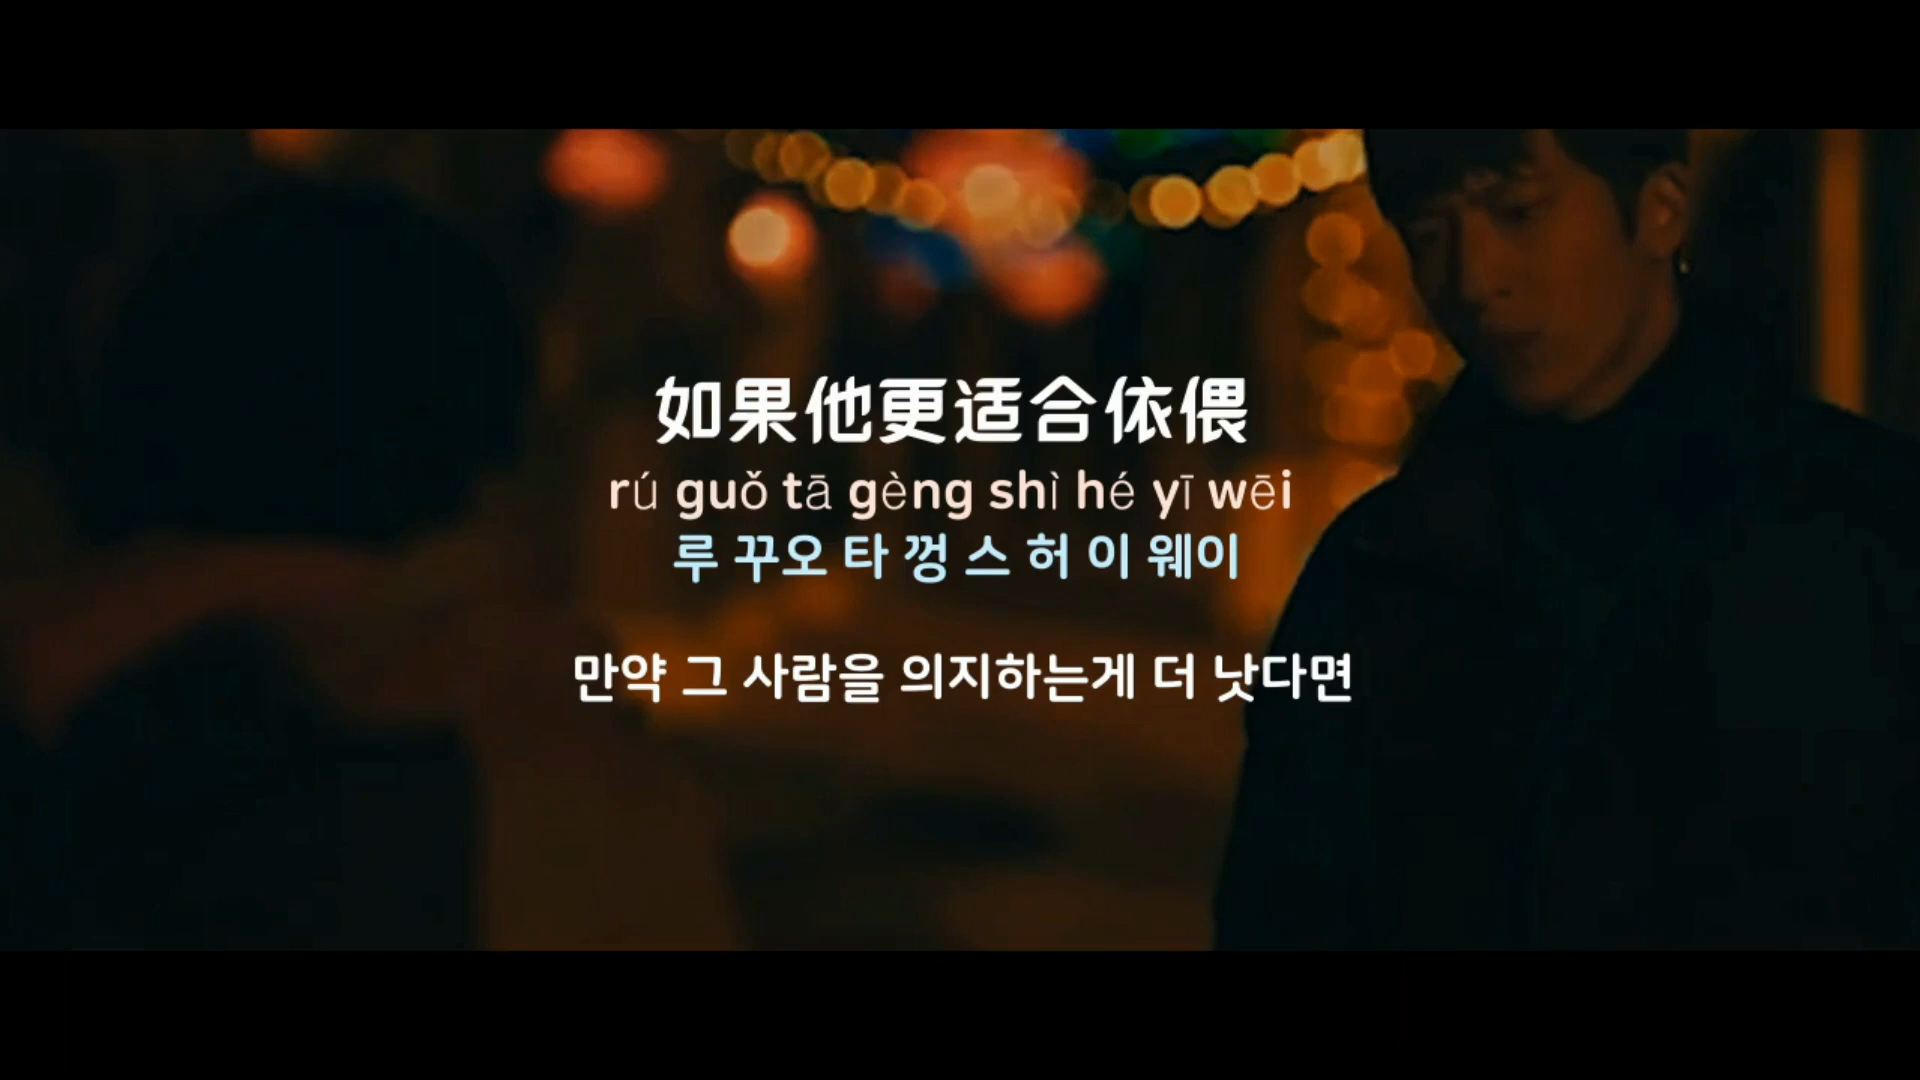 如果他更适合依偎
rú guǒ tā gèng shì hé yī wēi
루 꾸오 타 껑 스 허 이 웨이
만약 그 사람을 의지하는게 더 낫다면